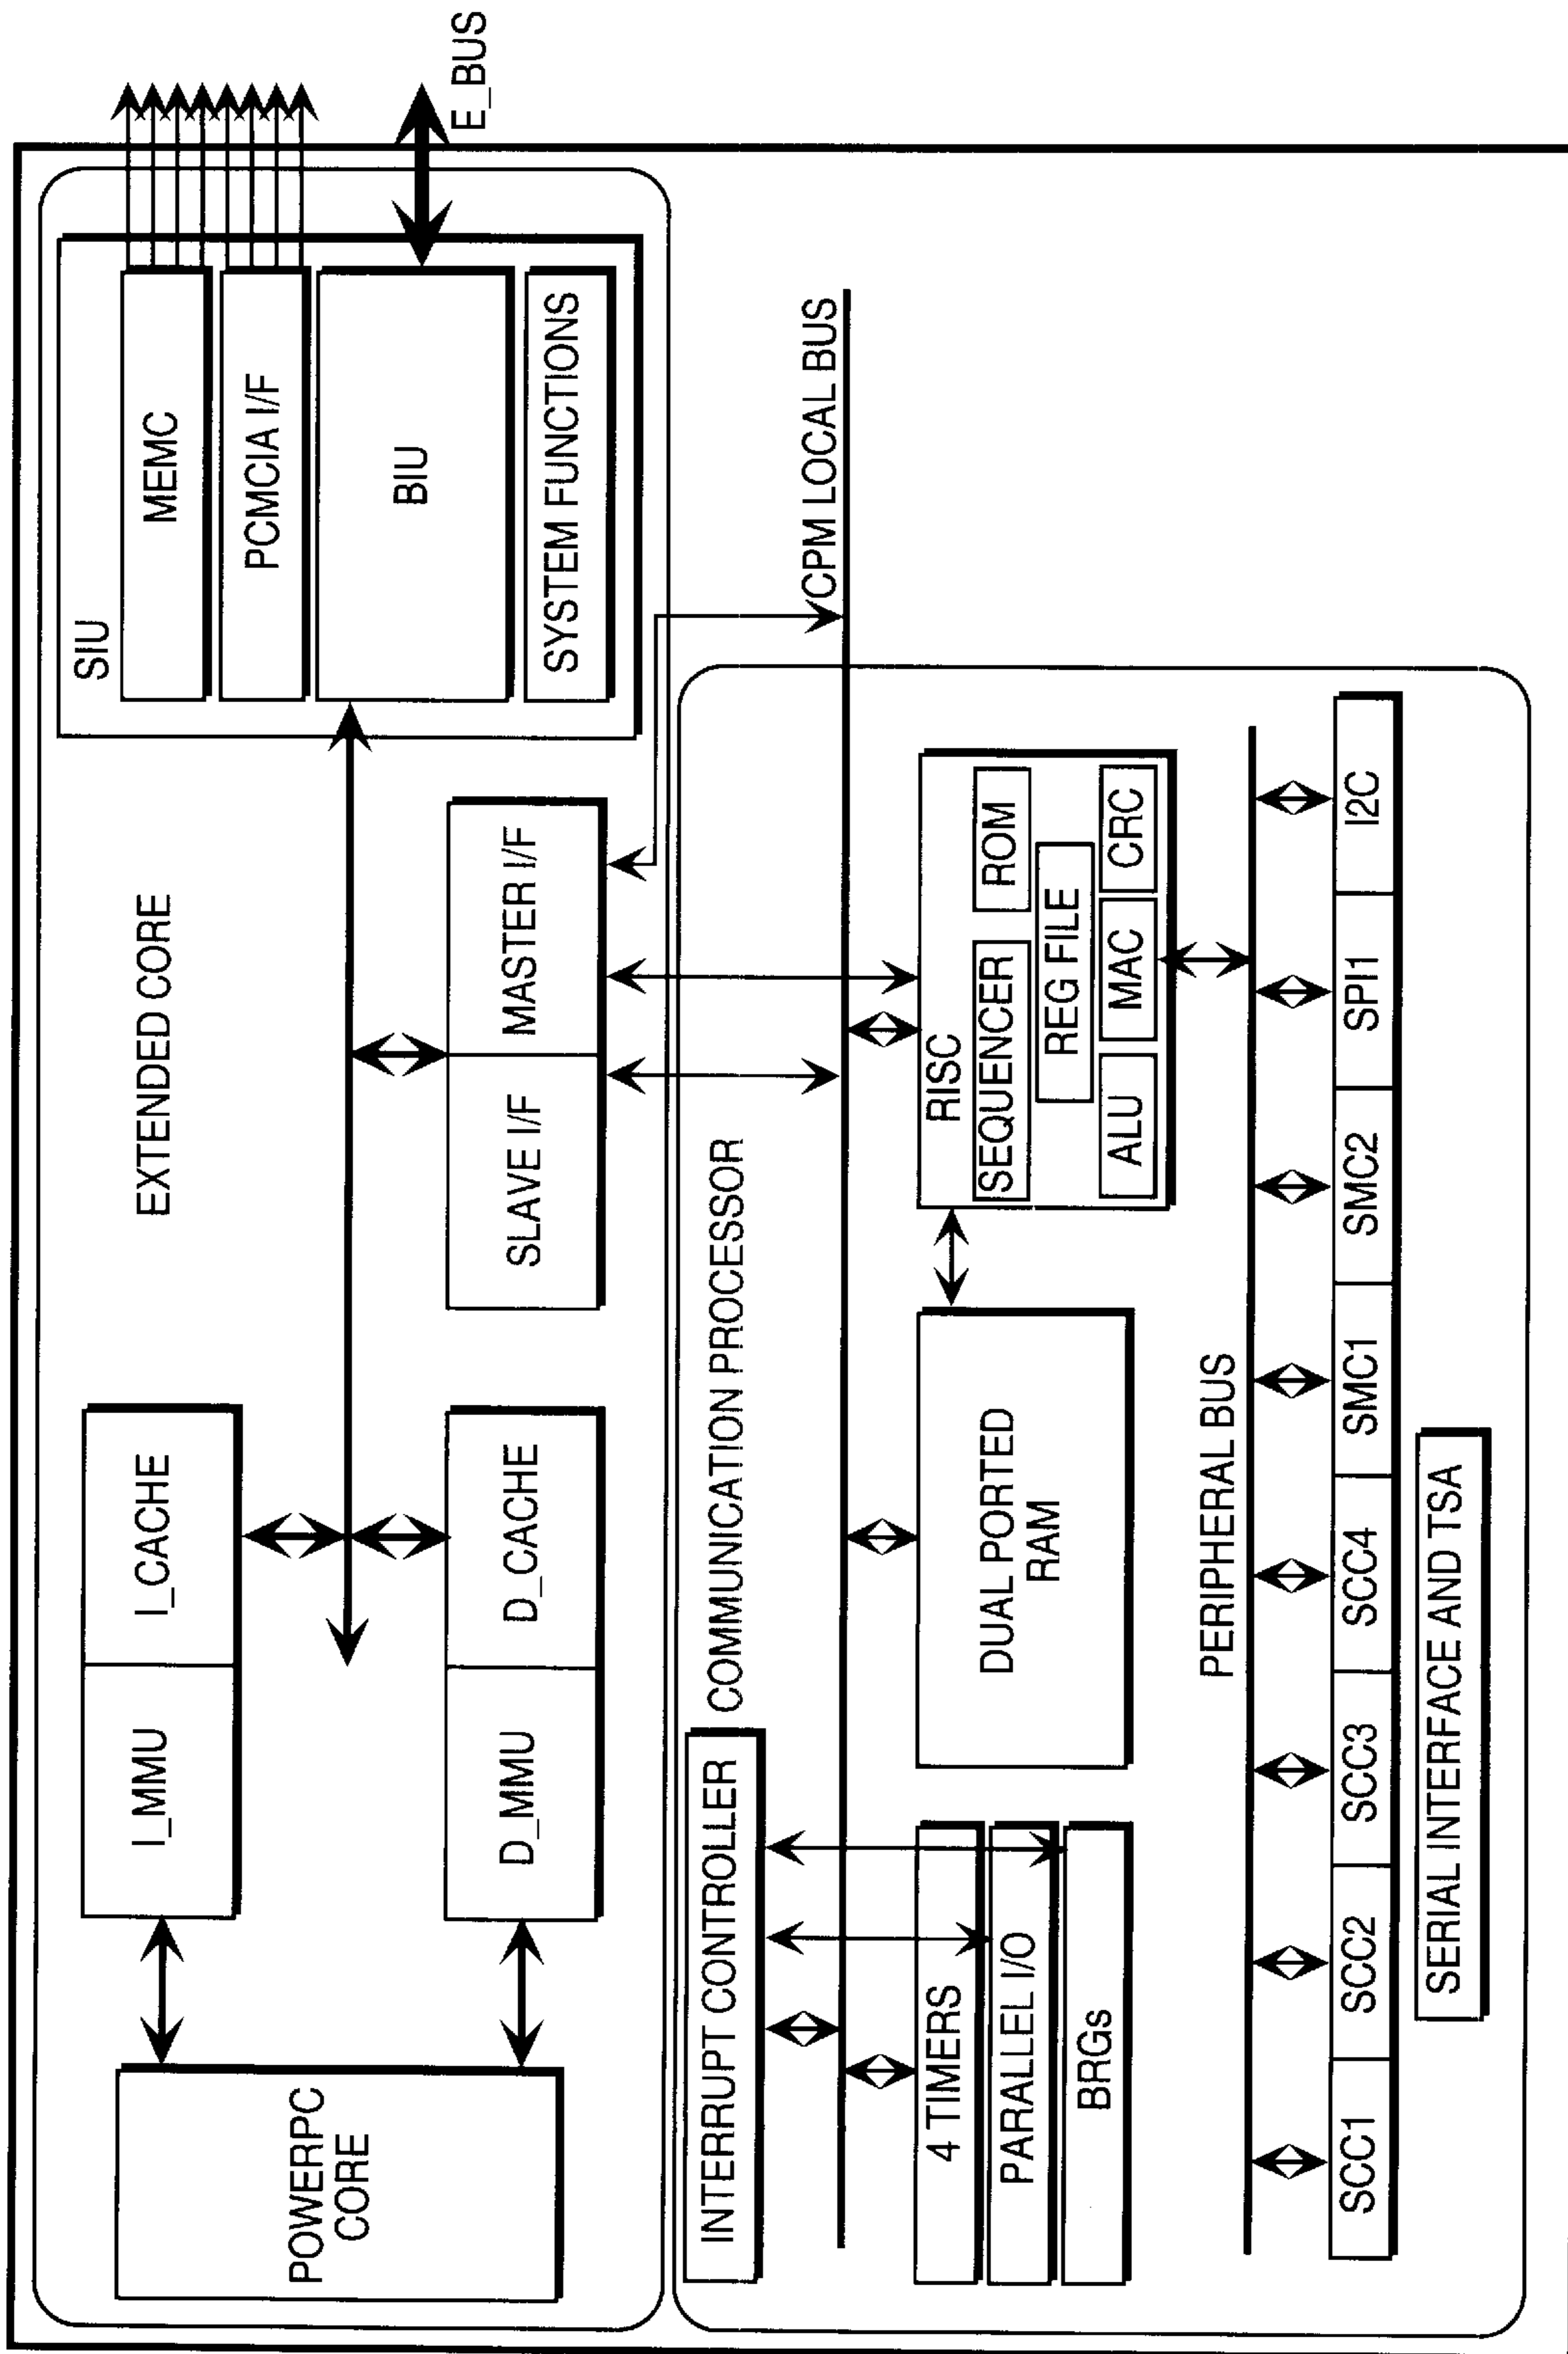 EXTENDED CORE
POWERPC
CORE
I_MMU
I_CACHE
D_MMU
D_CACHE
SLAVE I/F
MASTER I/F
SIU
MEMC
PCMCIA I/F
BIU
SYSTEM FUNCTIONS
E_BUS
COMMUNICATION PROCESSOR
CPM LOCAL BUS
INTERRUPT CONTROLLER
4 TIMERS
PARALLEL I/O
BRGs
DUAL PORTED
RAM
RISC
SEQUENCER
ROM
REG FILE
ALU
MAC
CRC
PERIPHERAL BUS
SCC1
SCC2
SCC3
SCC4
SMC1
SMC2
SPI1
I2C
SERIAL INTERFACE AND TSA